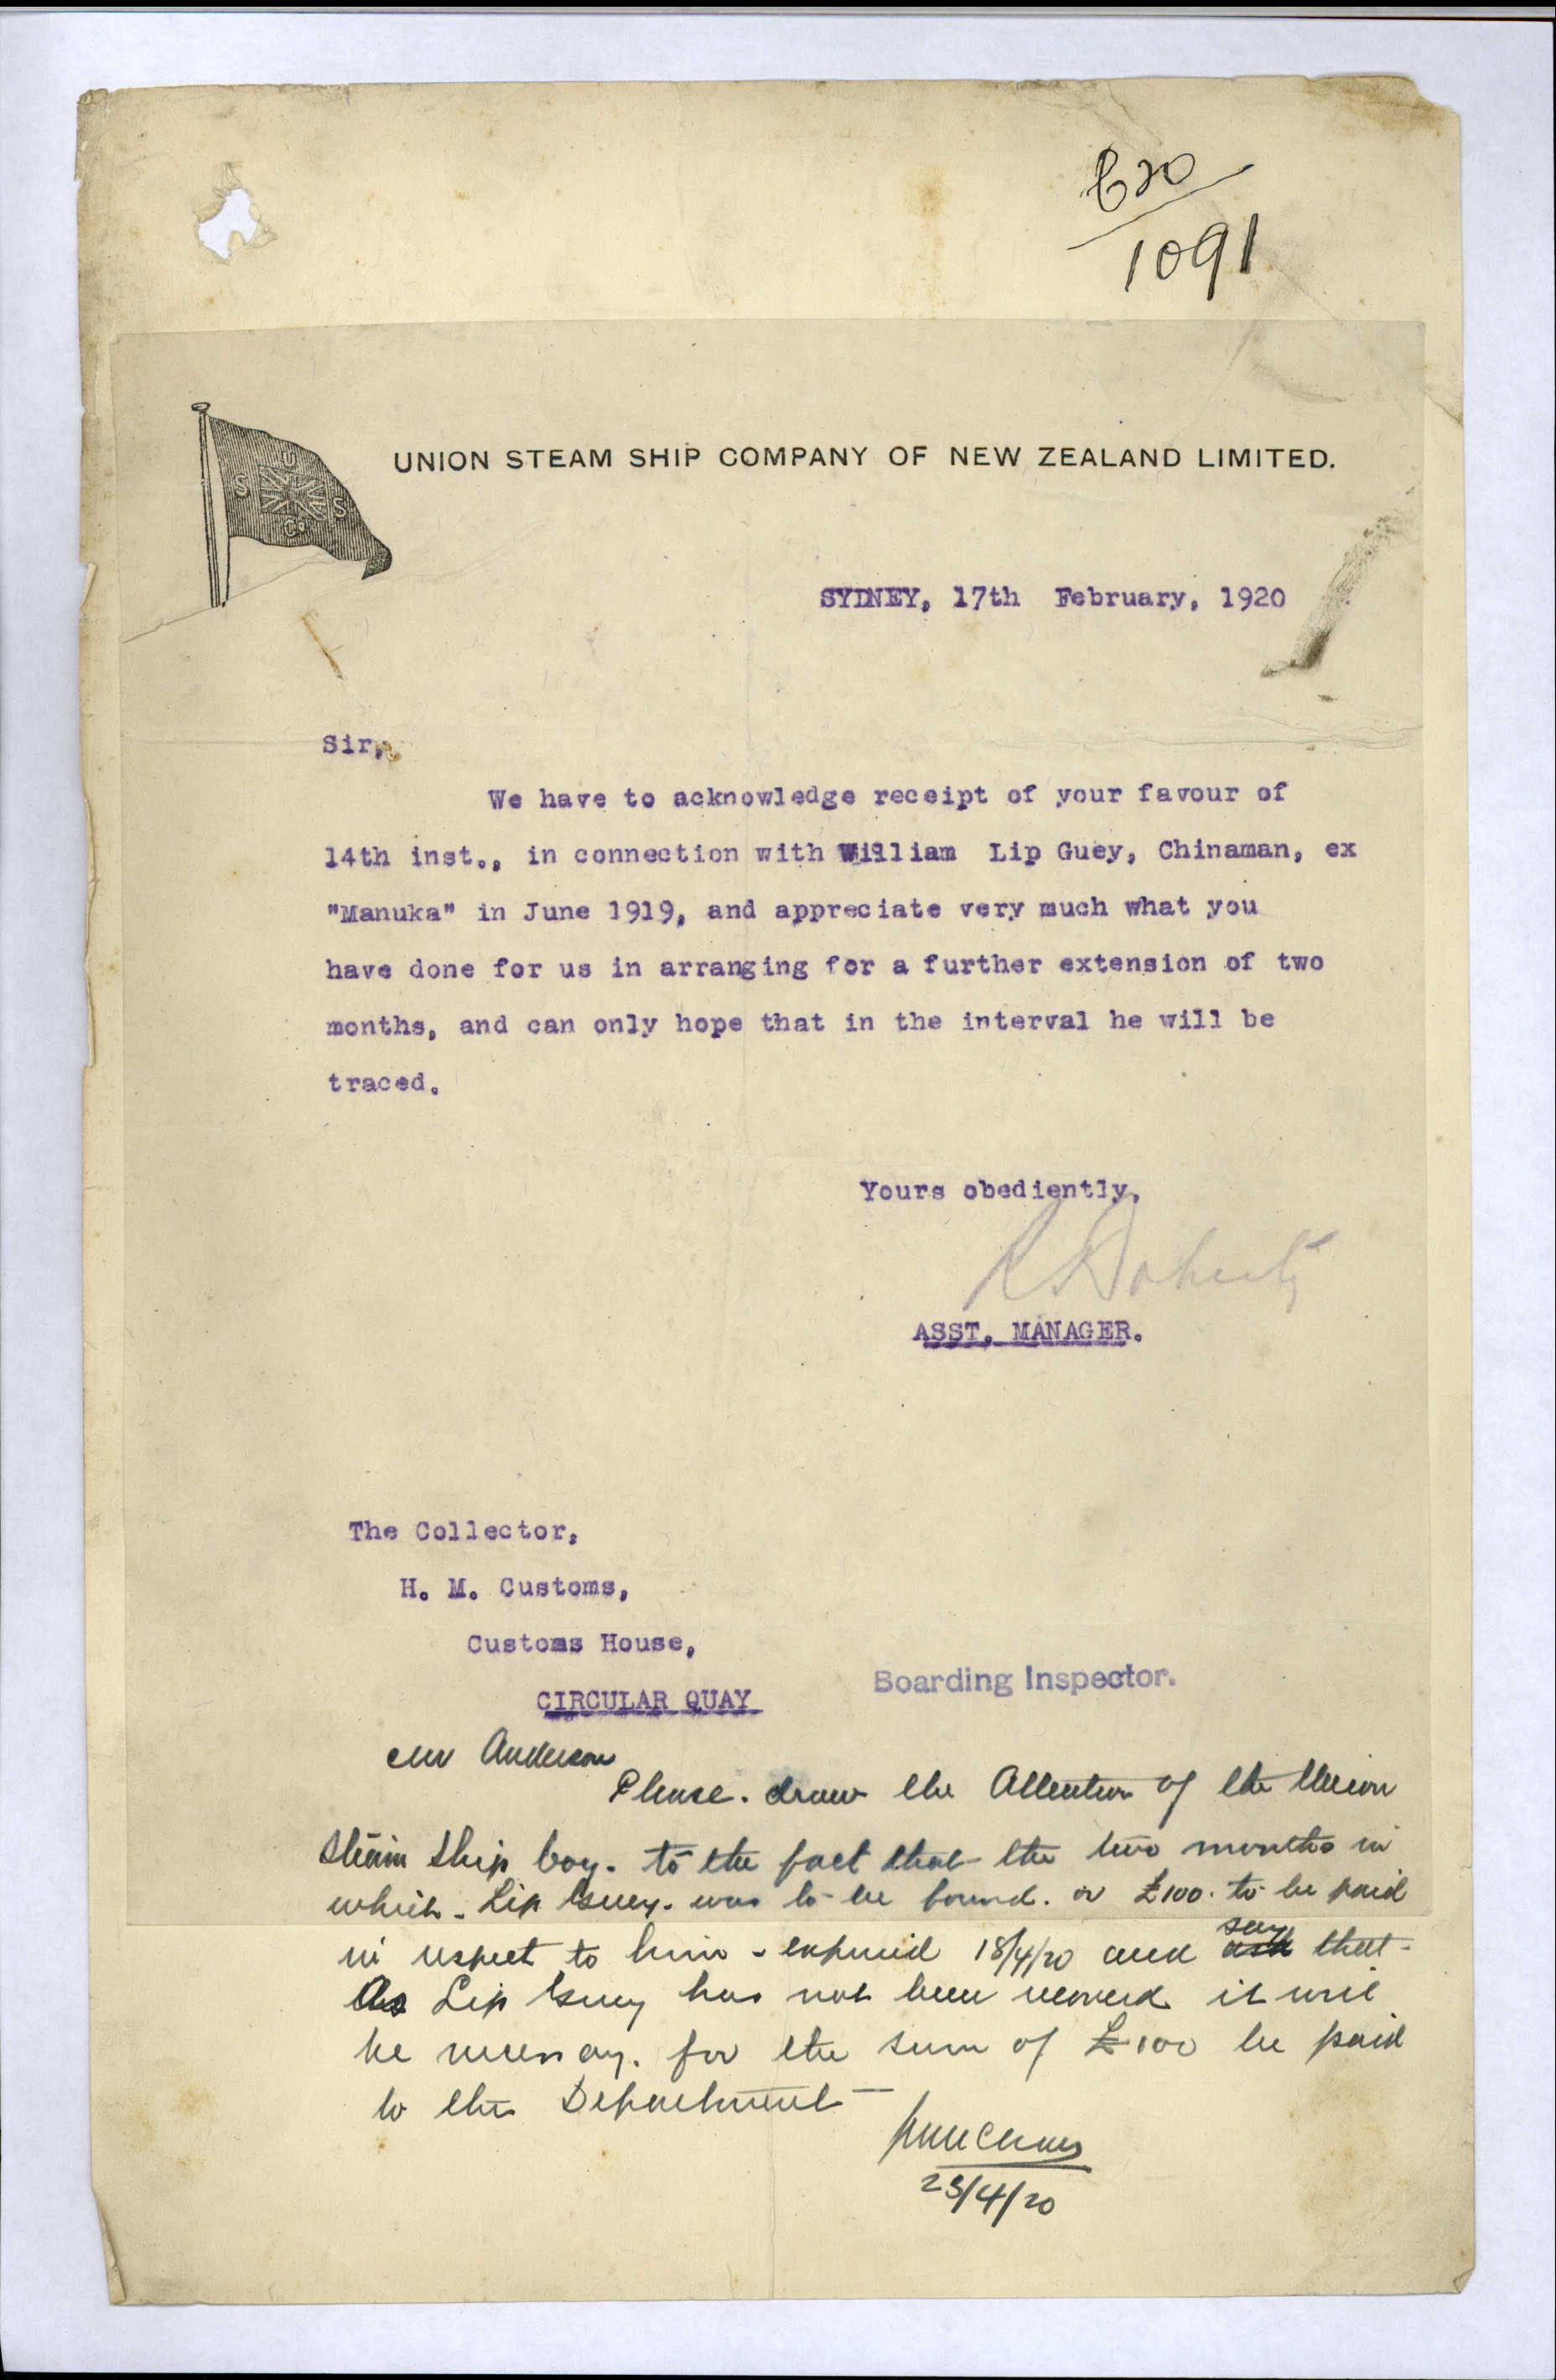 C20
1091
U
S S
Co
UNION STEAM SHIP COMPANY OF NEW ZEALAND LIMITED.
SYDNEY, 17th February, 1920
Sir,
We have to acknowledge receipt of your favour of
14th inst., in connection with William Lip Guey, Chinaman, ex
"Manuka" in June 1919, and appreciate very much what you
have done for us in arranging for a further extension of two
months, and can only hope that in the interval he will be
traced.
Yours obediently,
Doherty
ASST. MANAGER.
The Collector,
H. M. Customs,
Customs House,
CIRCULAR QUAY
Boarding Inspector.
Mr Anderson
Please. draw the Attention of the Union
Steam Ship Coy. to the fact that the two months in
which Lip Guey. was to be found. or £100. to be paid
in respect to him - expired 18/4/20 and ask say that
As Lip Guey has not been it will
be necessary. for the sum of £100 be paid
to the Department
23/4/20